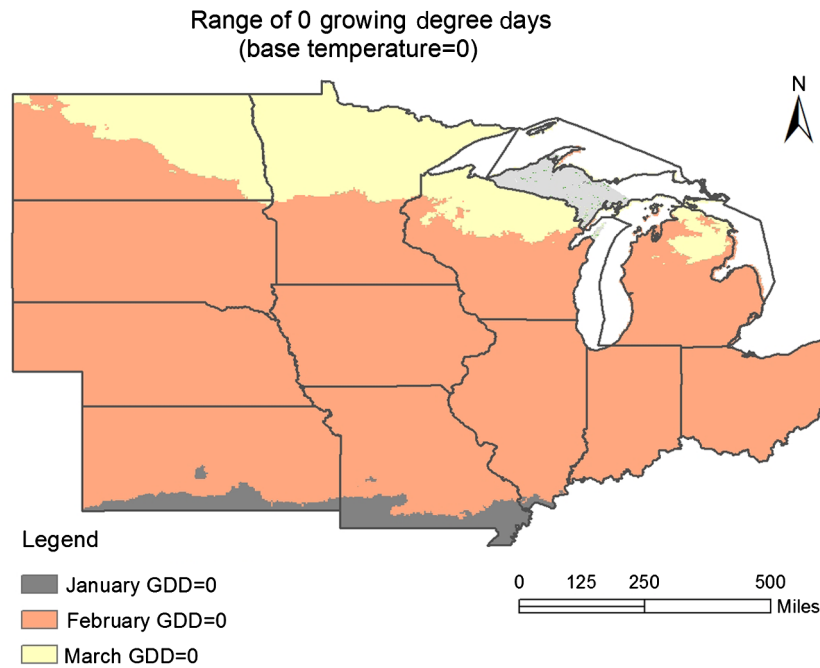 Range of 0 growing degree days
(base temperature=0)
N
Legend
January GDD=0
February GDD=0
March GDD=0
0 125 250 500
Miles